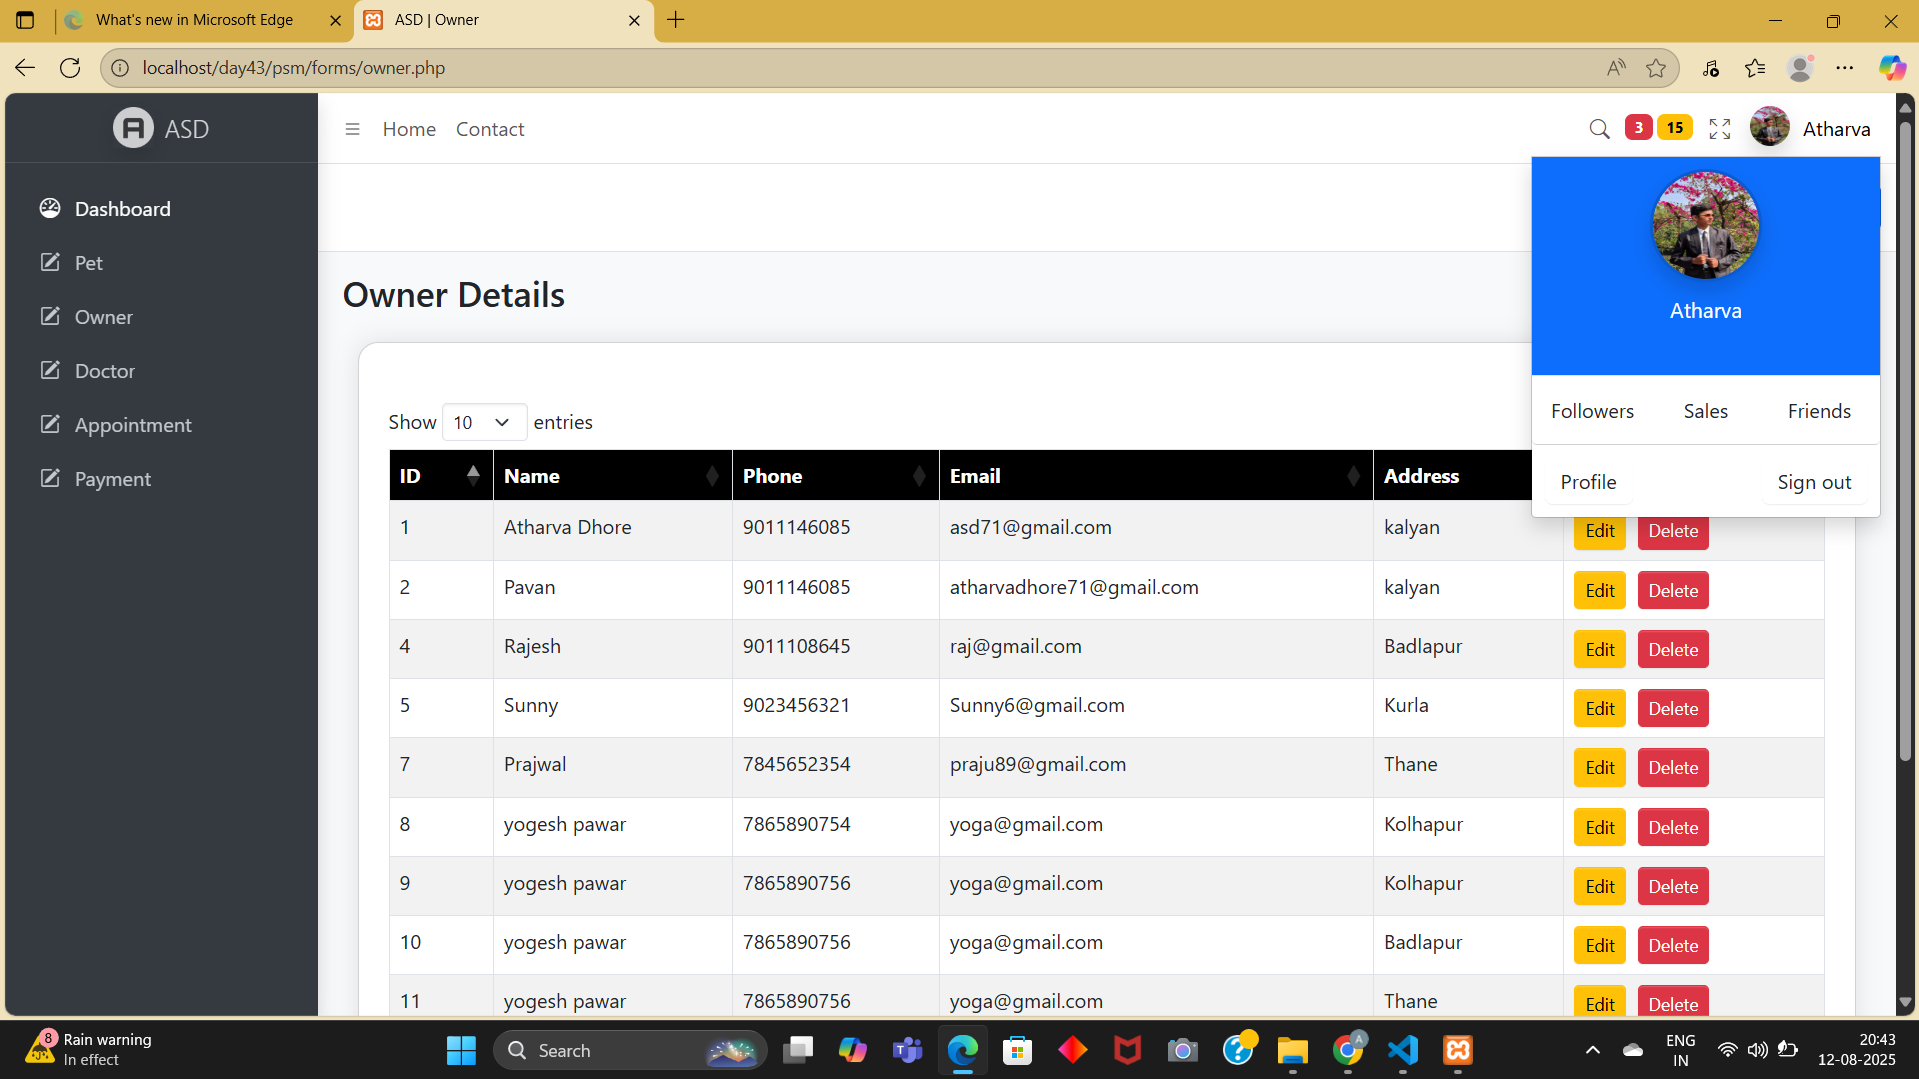 What's new in Microsoft Edge
ASD | Owner
localhost/day43/psm/forms/owner.php
ASD
Home Contact
3 15
Atharva
Dashboard
Pet
Owner
Doctor
Appointment
Payment
Atharva
Followers Sales Friends
Profile Sign out
Owner Details
Show 10 entries
ID Name Phone Email Address
1 Atharva Dhore 9011146085 asd71@gmail.com kalyan Edit Delete
2 Pavan 9011146085 atharvadhore71@gmail.com kalyan Edit Delete
4 Rajesh 9011108645 raj@gmail.com Badlapur Edit Delete
5 Sunny 9023456321 Sunny6@gmail.com Kurla Edit Delete
7 Prajwal 7845652354 praju89@gmail.com Thane Edit Delete
8 yogesh pawar 7865890754 yoga@gmail.com Kolhapur Edit Delete
9 yogesh pawar 7865890756 yoga@gmail.com Kolhapur Edit Delete
10 yogesh pawar 7865890756 yoga@gmail.com Badlapur Edit Delete
11 yogesh pawar 7865890756 yoga@gmail.com Thane Edit Delete
8
Rain warning
In effect
Search
A
ENG
IN
20:43
12-08-2025